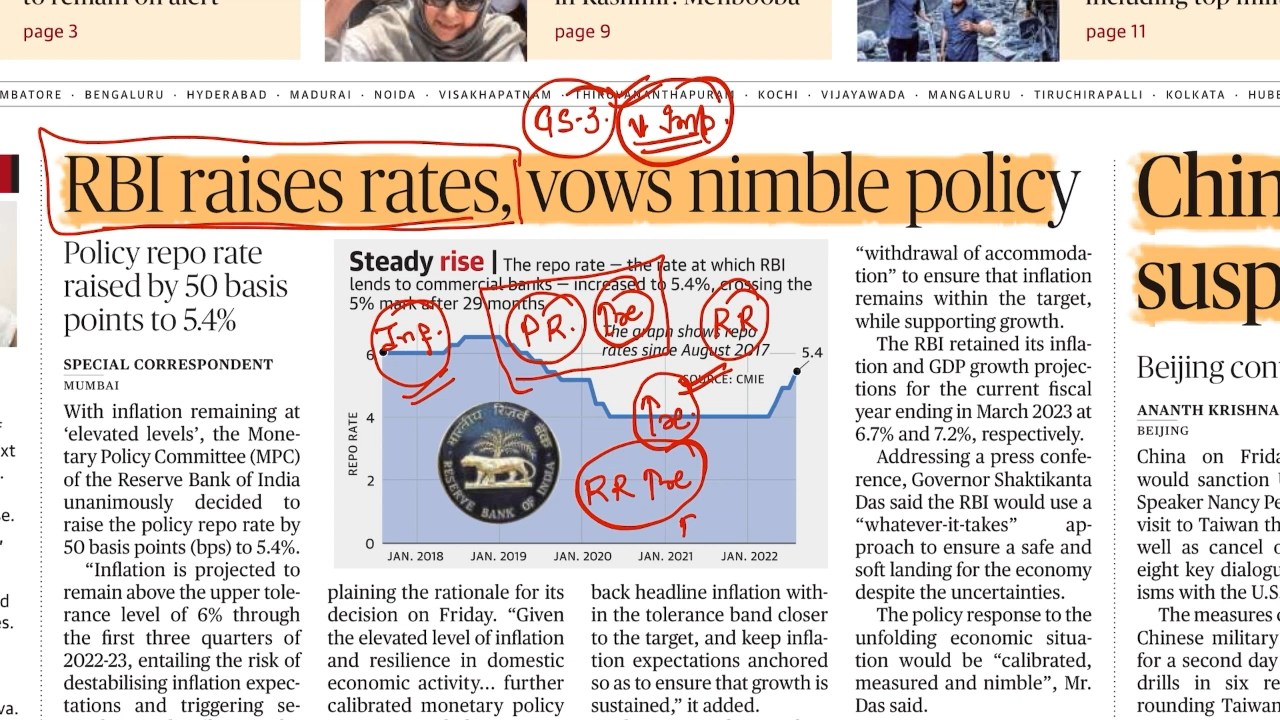 to remain on alert
page 3
in Kashmir: Mehbooba
page 9
page 11
MBATORE · BENGALURU · HYDERABAD · MADURAI · NOIDA · VISAKHAPATNAM · THIRUVANANTHAPURAM · KOCHI · VIJAYAWADA · MANGALURU · TIRUCHIRAPALLI · KOLKATA · HUBB
GS-3.
Imp.
RBI raises rates, vows nimble policy
Policy repo rate
raised by 50 basis
points to 5.4%
SPECIAL CORRESPONDENT
MUMBAI
With inflation remaining at
‘elevated levels’, the Mone-
tary Policy Committee (MPC)
of the Reserve Bank of India
unanimously decided to
raise the policy repo rate by
50 basis points (bps) to 5.4%.
“Inflation is projected to
remain above the upper tole-
rance level of 6% through
the first three quarters of
2022-23, entailing the risk of
destabilising inflation expec-
tations and triggering se-
Steady rise | The repo rate — the rate at which RBI
lends to commercial banks — increased to 5.4%, crossing the
5% mark after 29 months
The graph shows repo
rates since August 2017
SOURCE: CMIE
5.4
REPO RATE
6
4
2
0
JAN. 2018
JAN. 2019
JAN. 2020
JAN. 2021
JAN. 2022
भारतीय रिज़र्व बैंक
RESERVE BANK OF INDIA
Inf.
PR.
↑se
RR
↑se
RR ↑se
↑
plaining the rationale for its
decision on Friday. “Given
the elevated level of inflation
and resilience in domestic
economic activity... further
calibrated monetary policy
back headline inflation with-
in the tolerance band closer
to the target, and keep infla-
tion expectations anchored
so as to ensure that growth is
sustained,” it added.
“withdrawal of accommoda-
tion” to ensure that inflation
remains within the target,
while supporting growth.
The RBI retained its infla-
tion and GDP growth projec-
tions for the current fiscal
year ending in March 2023 at
6.7% and 7.2%, respectively.
Addressing a press confe-
rence, Governor Shaktikanta
Das said the RBI would use a
“whatever-it-takes” ap-
proach to ensure a safe and
soft landing for the economy
despite the uncertainties.
The policy response to the
unfolding economic situa-
tion would be “calibrated,
measured and nimble”, Mr.
Das said.
Chin
susp
Beijing con
ANANTH KRISHNA
BEIJING
China on Frida
would sanction U
Speaker Nancy Pe
visit to Taiwan th
well as cancel o
eight key dialogu
isms with the U.S.
The measures c
Chinese military
for a second day
drills in six re
rounding Taiwan